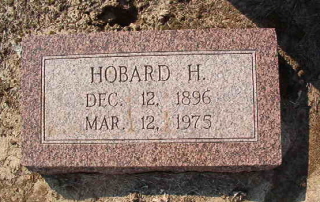 HOBARD H.
DEC. 12, 1896
MAR. 12, 1975